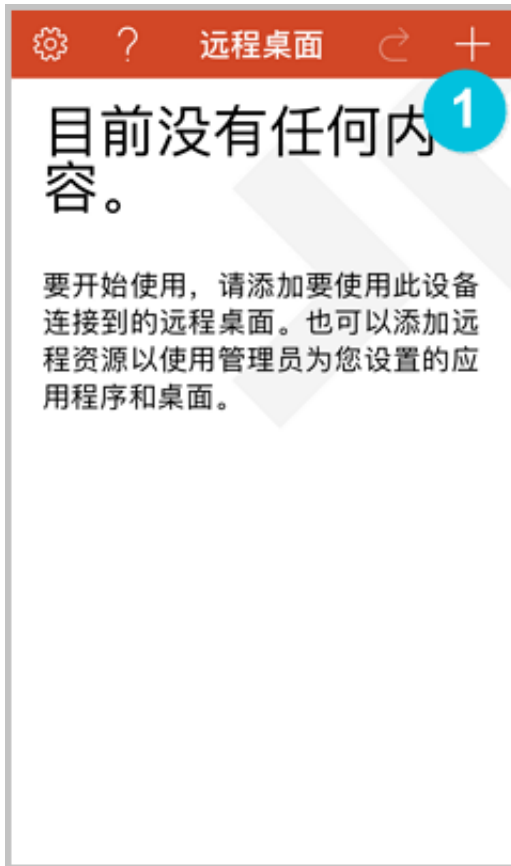 ? 远程桌面
1
目前没有任何内
容。
要开始使用，请添加要使用此设备
连接到的远程桌面。也可以添加远
程资源以使用管理员为您设置的应
用程序和桌面。